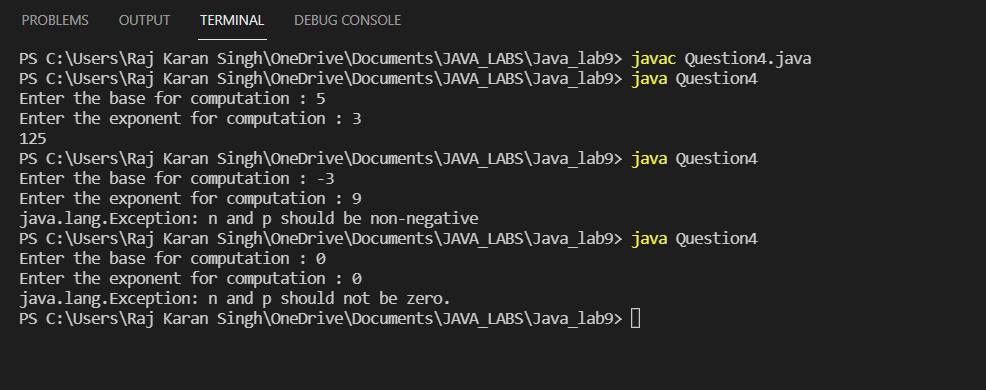 PROBLEMS OUTPUT TERMINAL DEBUG CONSOLE
PS C:\Users\Raj Karan Singh\OneDrive\Documents\JAVA_LABS\Java_lab9> javac Question4.java
PS C:\Users\Raj Karan Singh\OneDrive\Documents\JAVA_LABS\Java_lab9> java Question4
Enter the base for computation : 5
Enter the exponent for computation : 3
125
PS C:\Users\Raj Karan Singh\OneDrive\Documents\JAVA_LABS\Java_lab9> java Question4
Enter the base for computation : -3
Enter the exponent for computation : 9
java.lang.Exception: n and p should be non-negative
PS C:\Users\Raj Karan Singh\OneDrive\Documents\JAVA_LABS\Java_lab9> java Question4
Enter the base for computation : 0
Enter the exponent for computation : 0
java.lang.Exception: n and p should not be zero.
PS C:\Users\Raj Karan Singh\OneDrive\Documents\JAVA_LABS\Java_lab9>